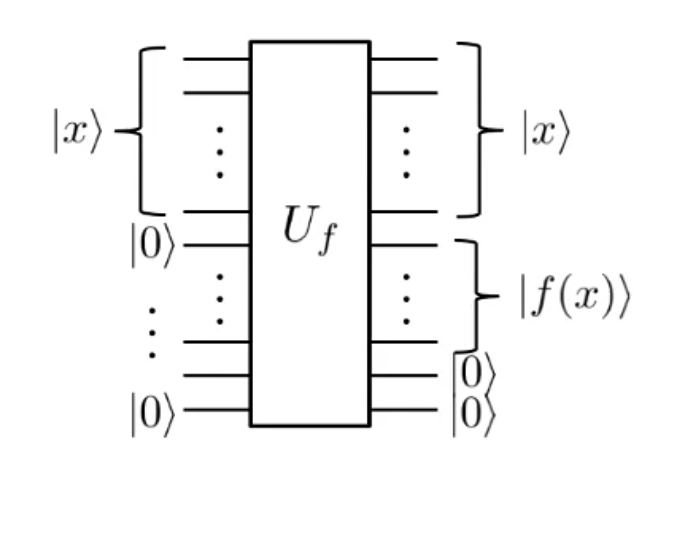 |x⟩ |x⟩
|0⟩ U_f
⋮ |f(x)⟩
|0⟩
|0⟩ |0⟩